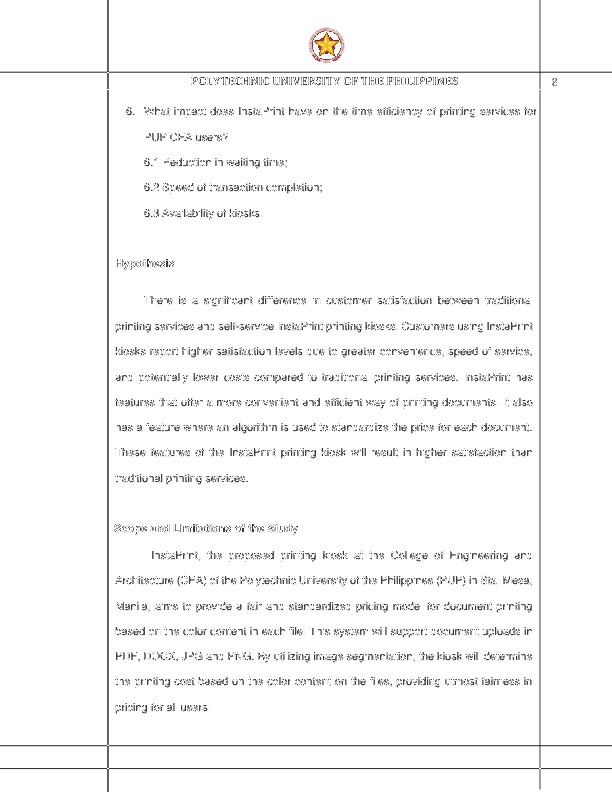 POLYTECHNIC UNIVERSITY OF THE PHILIPPINES 8
6. What impact does InstaPrint have on the time efficiency of printing services for
PUP CEA users?
6.1 Reduction in waiting time;
6.2 Speed of transaction completion;
6.3 Availability of kiosks
Hypothesis
There is a significant difference in customer satisfaction between traditional
printing services and self-service InstaPrint printing kiosks. Customers using InstaPrint
kiosks report higher satisfaction levels due to greater convenience, speed of service,
and potentially lower costs compared to traditional printing services. InstaPrint has
features that offer a more convenient and efficient way of printing documents. It also
has a feature where an algorithm is used to standardize the price for each document.
These features of the InstaPrint printing kiosk will result in higher satisfaction than
traditional printing services.
Scope and Limitations of the Study
InstaPrint, the proposed printing kiosk at the College of Engineering and
Architecture (CEA) of the Polytechnic University of the Philippines (PUP) in Sta. Mesa,
Manila, aims to provide a fair and standardized pricing model for document printing
based on the color content in each file. This system will support document uploads in
PDF, DOCX, JPG and PNG. By utilizing image segmentation, the kiosk will determine
the printing cost based on the color content on the files, providing utmost fairness in
pricing for all users.